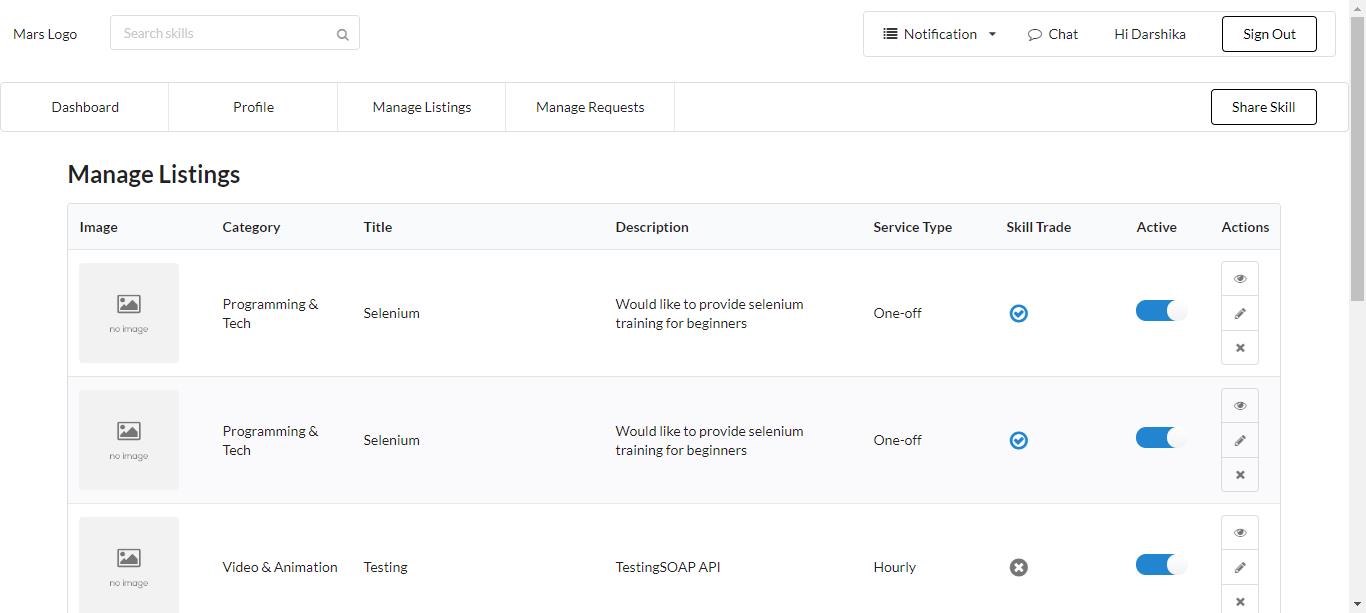 Mars Logo
Search skills
Notification
Chat
Hi Darshika
Sign Out
Dashboard
Profile
Manage Listings
Manage Requests
Share Skill
Manage Listings
Image Category Title Description Service Type Skill Trade Active Actions
no image
Programming &
Tech
Selenium
Would like to provide selenium
training for beginners
One-off
no image
Programming &
Tech
Selenium
Would like to provide selenium
training for beginners
One-off
no image
Video & Animation
Testing
TestingSOAP API
Hourly